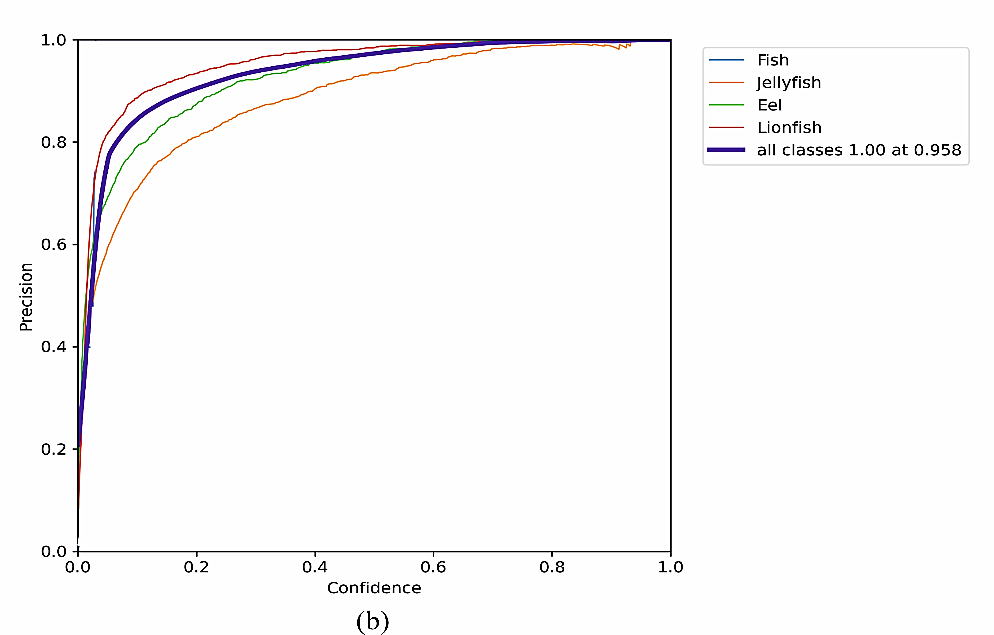 1.0
0.8
0.6
0.4
0.2
0.0
Precision
0.0 0.2 0.4 0.6 0.8 1.0
Confidence
Fish
Jellyfish
Eel
Lionfish
all classes 1.00 at 0.958
(b)